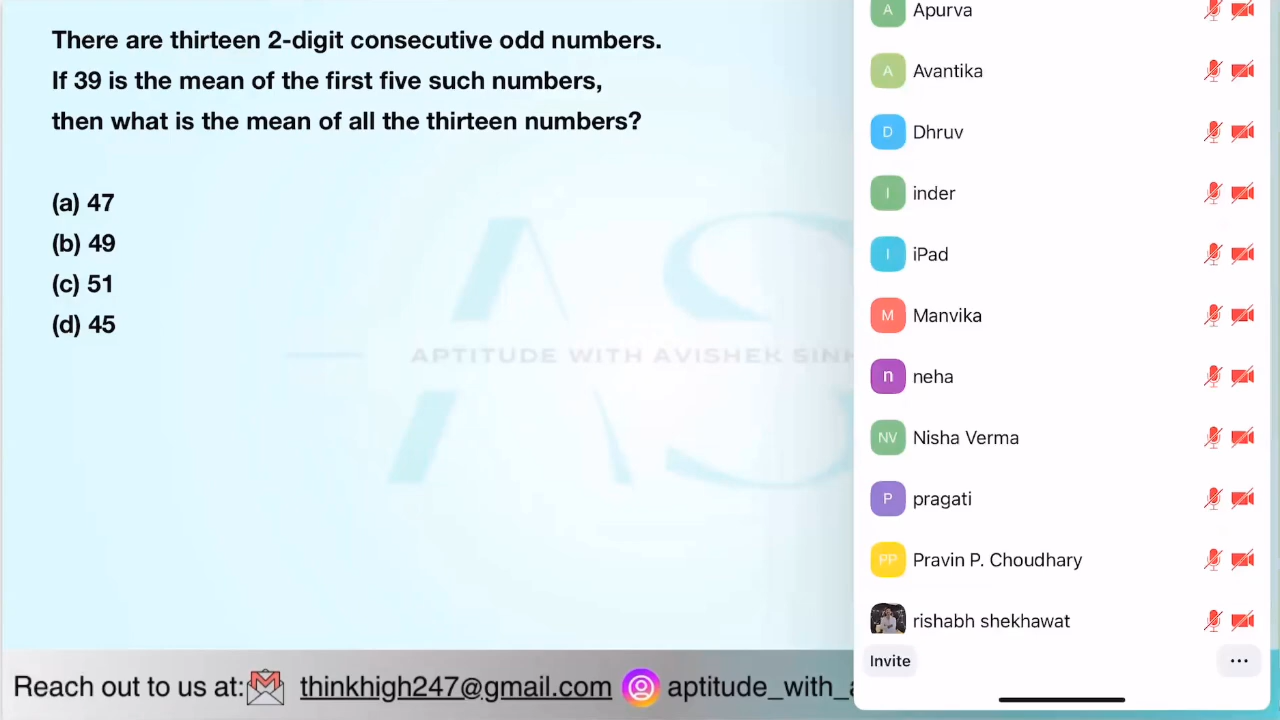 There are thirteen 2-digit consecutive odd numbers.
If 39 is the mean of the first five such numbers,
then what is the mean of all the thirteen numbers?
(a) 47
(b) 49
(c) 51
(d) 45
AS
APTITUDE WITH AVISHEK
Reach out to us at: thinkhigh247@gmail.com
A Apurva
A Avantika
D Dhruv
I inder
I iPad
M Manvika
n neha
NV Nisha Verma
P pragati
PP Pravin P. Choudhary
rishabh shekhawat
Invite
...